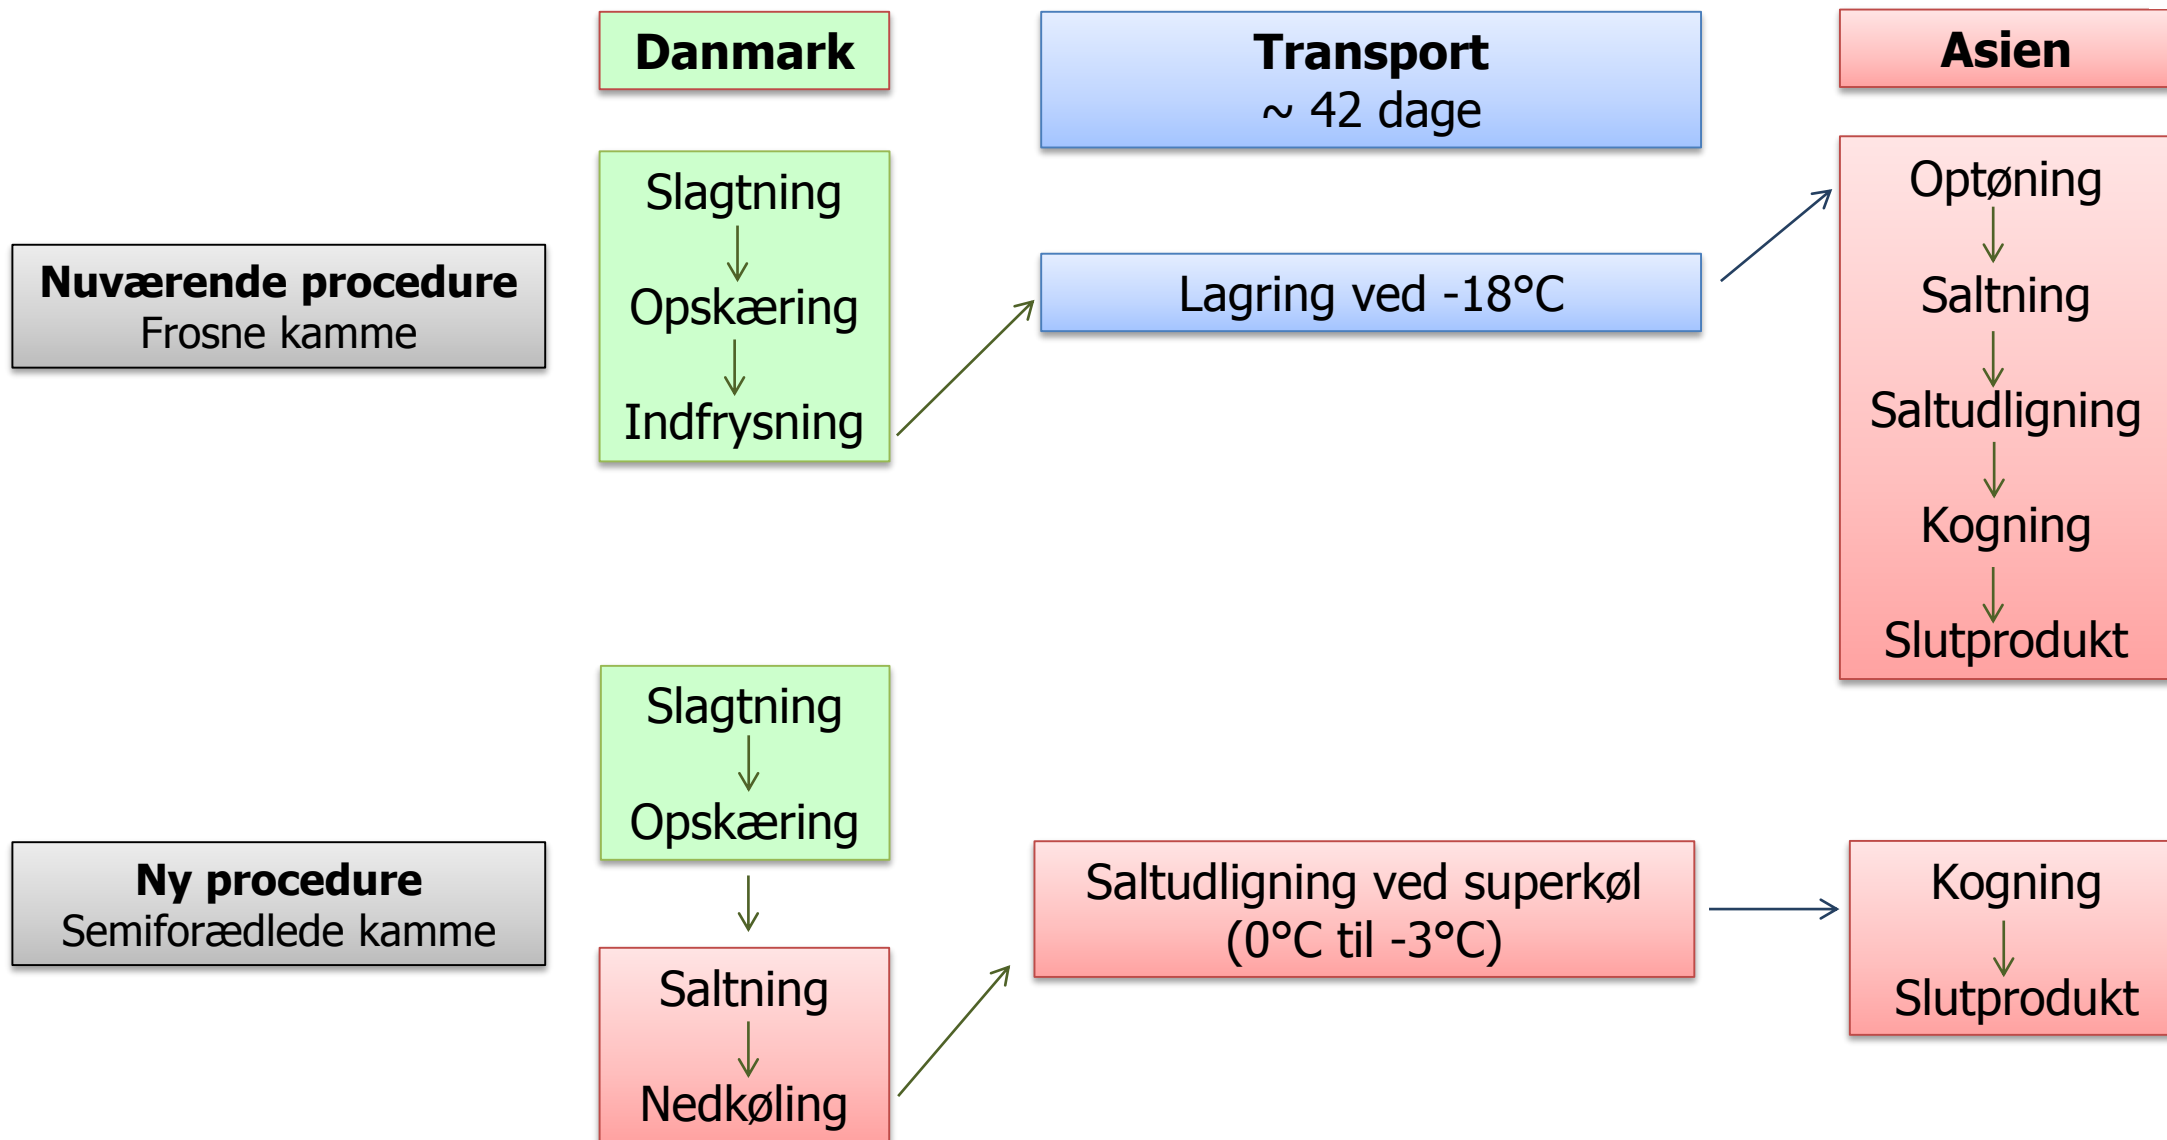 Danmark
Transport
~ 42 dage
Asien
Nuværende procedure
Frosne kamme
Slagtning
Opskæring
Indfrysning
Lagring ved -18°C
Optøning
Saltning
Saltudligning
Kogning
Slutprodukt
Ny procedure
Semiforædlede kamme
Slagtning
Opskæring
Saltning
Nedkøling
Saltudligning ved superkøl
(0°C til -3°C)
Kogning
Slutprodukt